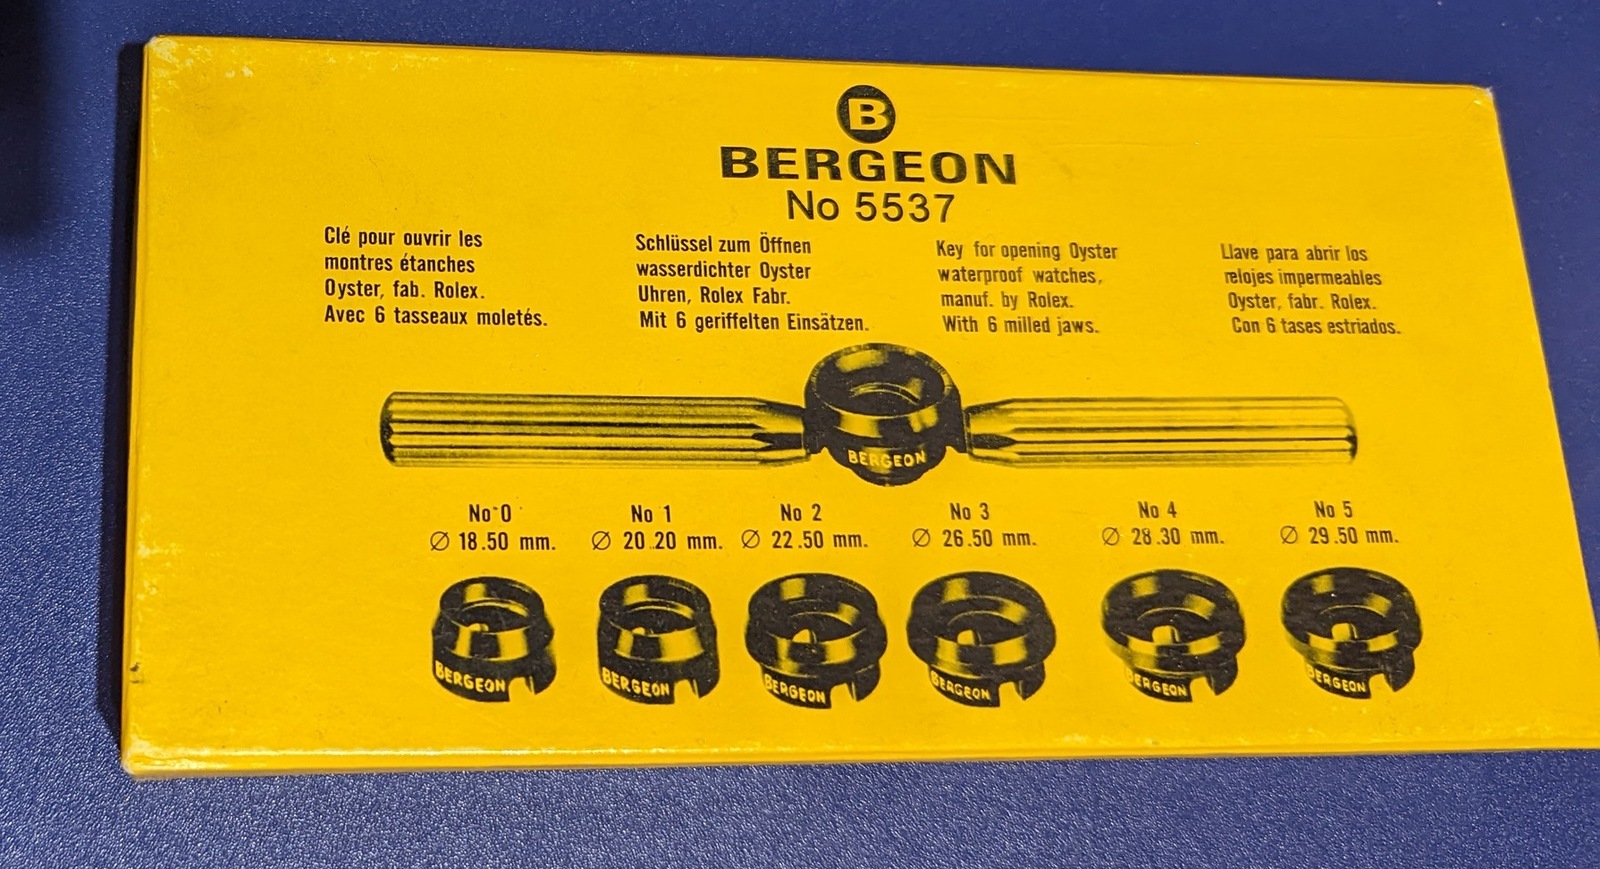 B
BERGEON
No 5537
Clé pour ouvrir les
montres étanches
Oyster, fab. Rolex.
Avec 6 tasseaux moletés.
Schlüssel zum Öffnen
wasserdichter Oyster
Uhren, Rolex Fabr.
Mit 6 geriffelten Einsätzen.
Key for opening Oyster
waterproof watches,
manuf. by Rolex.
With 6 milled jaws.
Llave para abrir los
relojes impermeables
Oyster, fabr. Rolex.
Con 6 tases estriados.
BERGEON
No 0
∅ 18.50 mm.
No 1
∅ 20.20 mm.
No 2
∅ 22.50 mm.
No 3
∅ 26.50 mm.
No 4
∅ 28.30 mm.
No 5
∅ 29.50 mm.
BERGEON
BERGEON
BERGEON
BERGEON
BERGEON
BERGEON